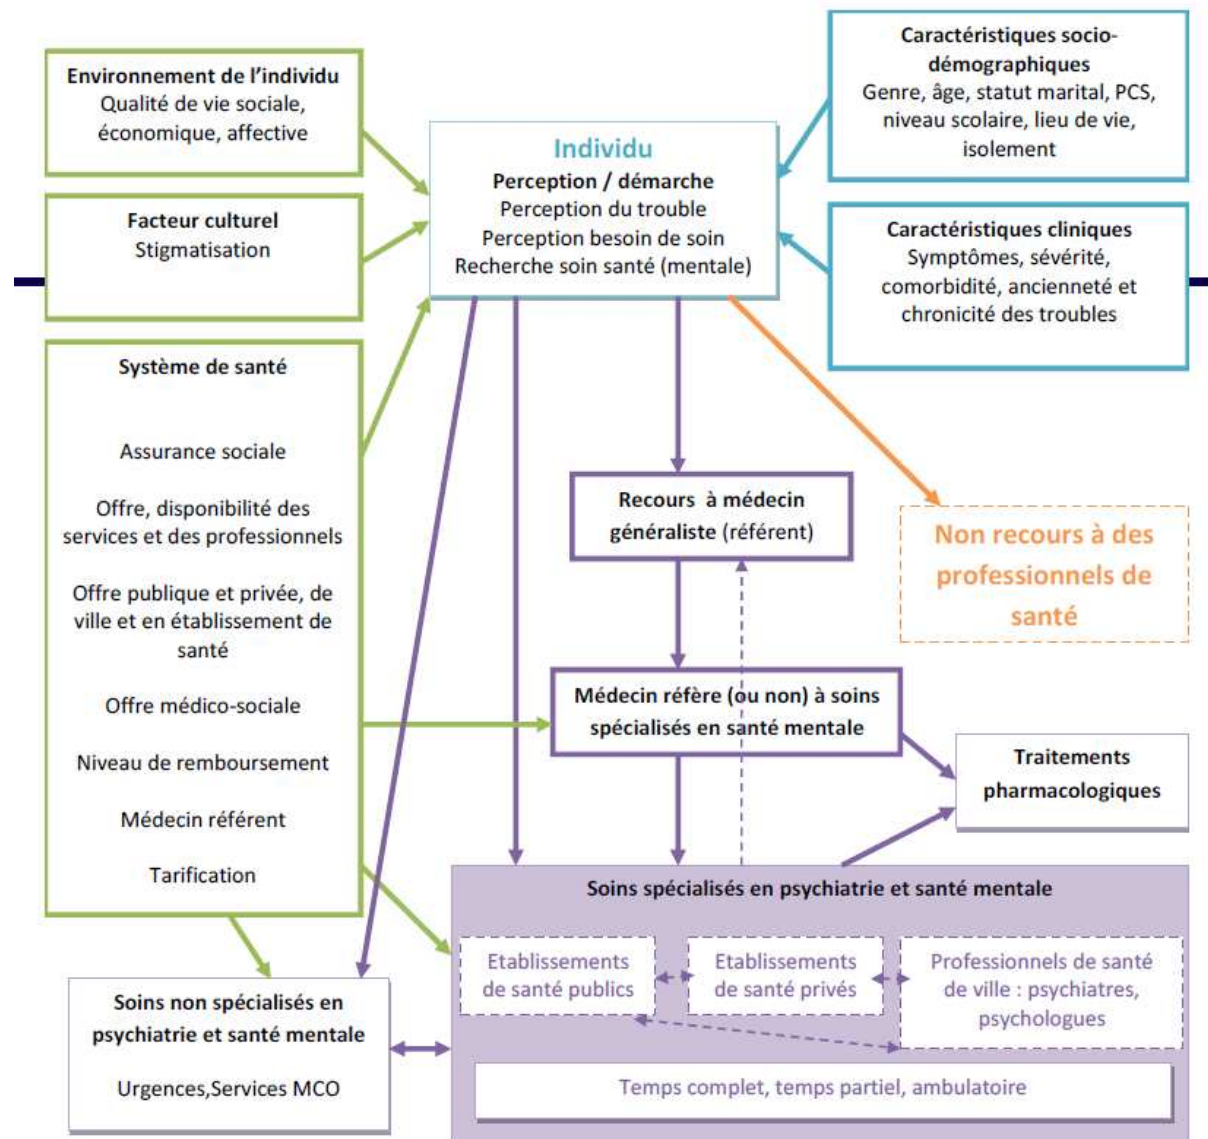 Environnement de l'individu
Qualité de vie sociale,
économique, affective
Facteur culturel
Stigmatisation
Système de santé
Assurance sociale
Offre, disponibilité des
services et des professionnels
Offre publique et privée, de
ville et en établissement de
santé
Offre médico-sociale
Niveau de remboursement
Médecin référent
Tarification
Individu
Perception / démarche
Perception du trouble
Perception besoin de soin
Recherche soin santé (mentale)
Caractéristiques socio-
démographiques
Genre, âge, statut marital, PCS,
niveau scolaire, lieu de vie,
isolement
Caractéristiques cliniques
Symptômes, sévérité,
comorbidité, ancienneté et
chronicité des troubles
Recours à médecin
généraliste (référent)
Non recours à des
professionnels de
santé
Médecin réfère (ou non) à soins
spécialisés en santé mentale
Traitements
pharmacologiques
Soins spécialisés en psychiatrie et santé mentale
Etablissements
de santé publics
Etablissements
de santé privés
Professionnels de santé
de ville : psychiatres,
psychologues
Temps complet, temps partiel, ambulatoire
Soins non spécialisés en
psychiatrie et santé mentale
Urgences,Services MCO